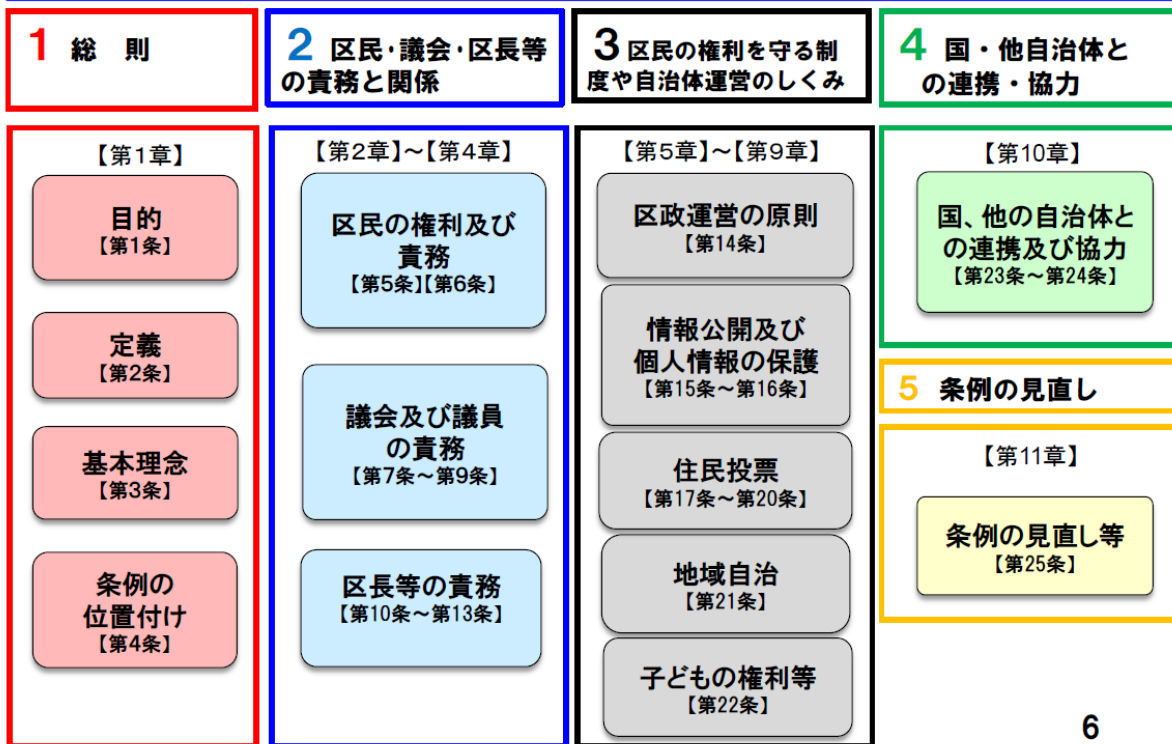 1 総 則
2 区民・議会・区長等
の責務と関係
3 区民の権利を守る制
度や自治体運営のしくみ
4 国・他自治体と
の連携・協力
【第1章】
目的
【第1条】
定義
【第2条】
基本理念
【第3条】
条例の
位置付け
【第4条】
【第2章】～【第4章】
区民の権利及び
責務
【第5条】【第6条】
議会及び議員
の責務
【第7条～第9条】
区長等の責務
【第10条～第13条】
【第5章】～【第9章】
区政運営の原則
【第14条】
情報公開及び
個人情報の保護
【第15条～第16条】
住民投票
【第17条～第20条】
地域自治
【第21条】
子どもの権利等
【第22条】
【第10章】
国、他の自治体と
の連携及び協力
【第23条～第24条】
5 条例の見直し
【第11章】
条例の見直し等
【第25条】
6